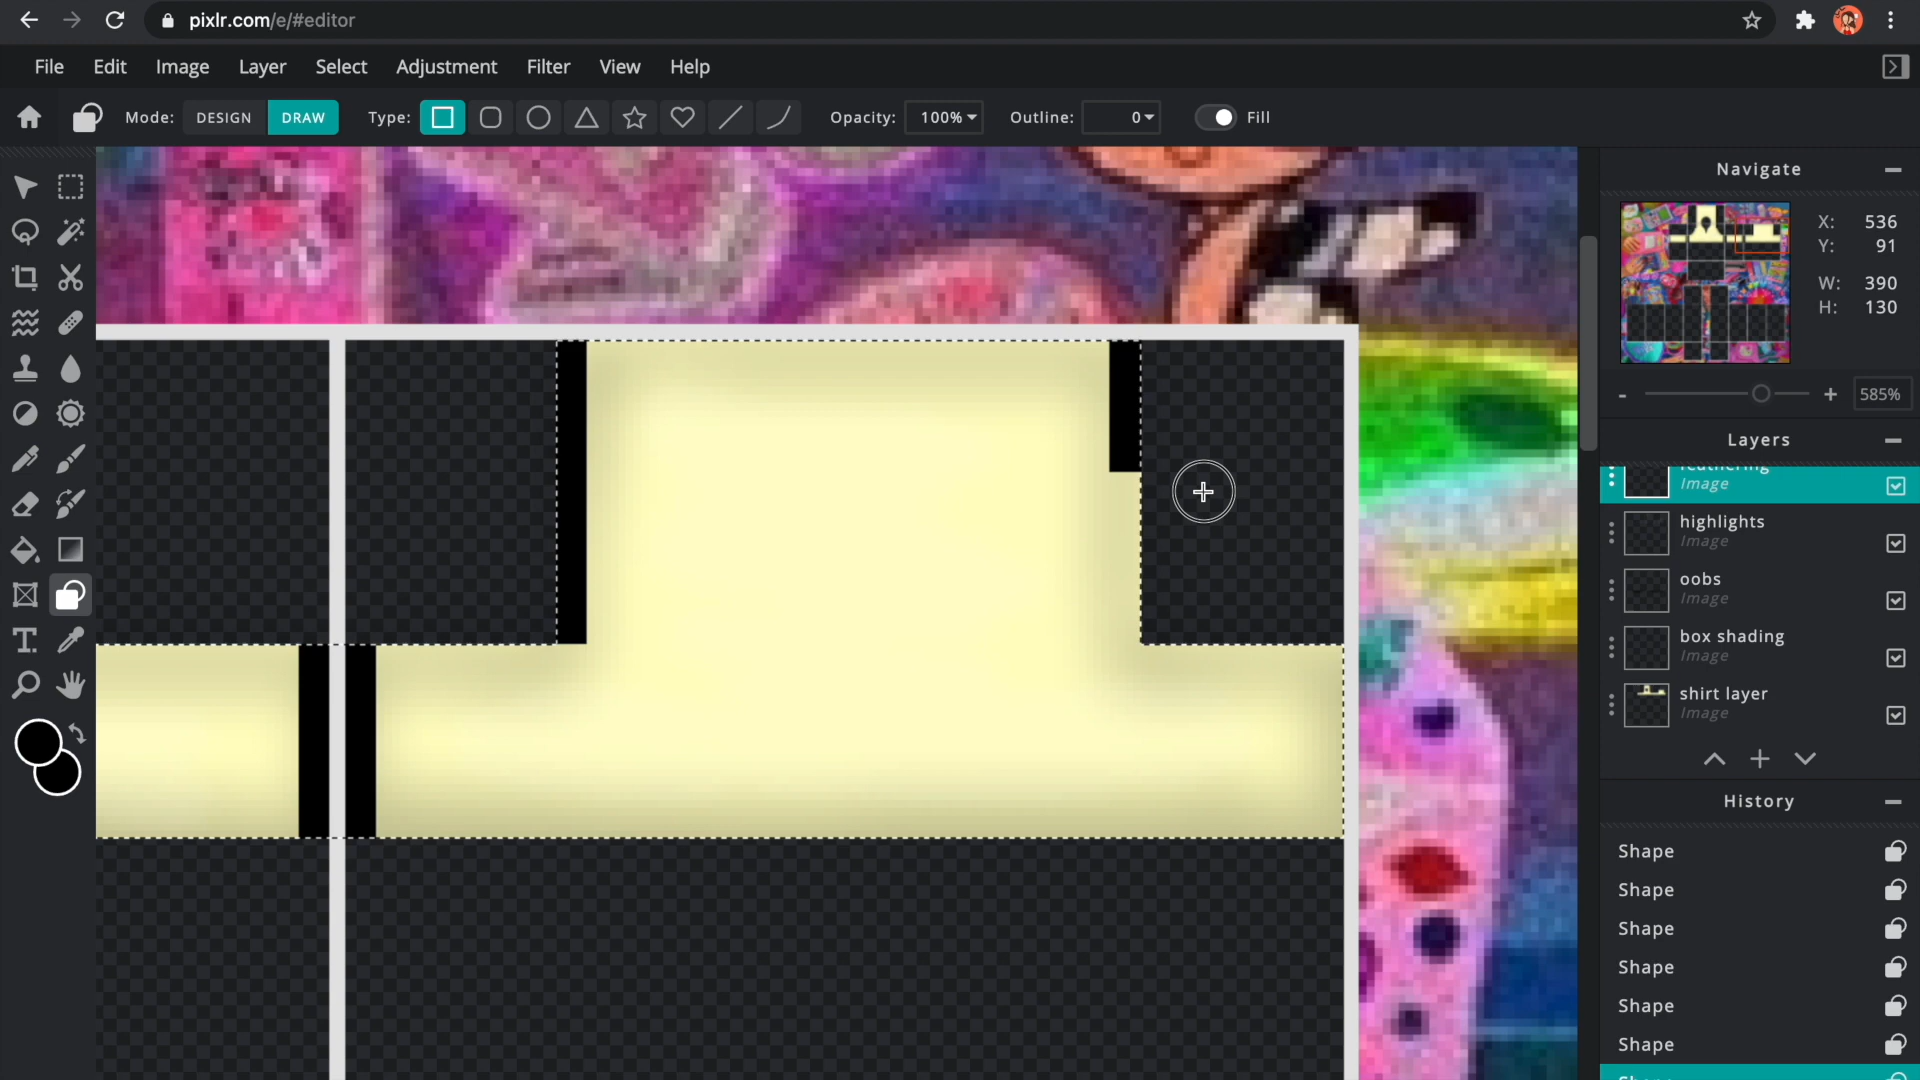 pixlr.com/e/#editor
File Edit Image Layer Select Adjustment Filter View Help
Mode: DESIGN DRAW Type: Opacity: 100% Outline: 0 Fill
Navigate
X: 536
Y: 91
W: 390
H: 130
- + 585%
Layers
feathering
Image
highlights
Image
oobs
Image
box shading
Image
shirt layer
Image
History
Shape
Shape
Shape
Shape
Shape
Shape